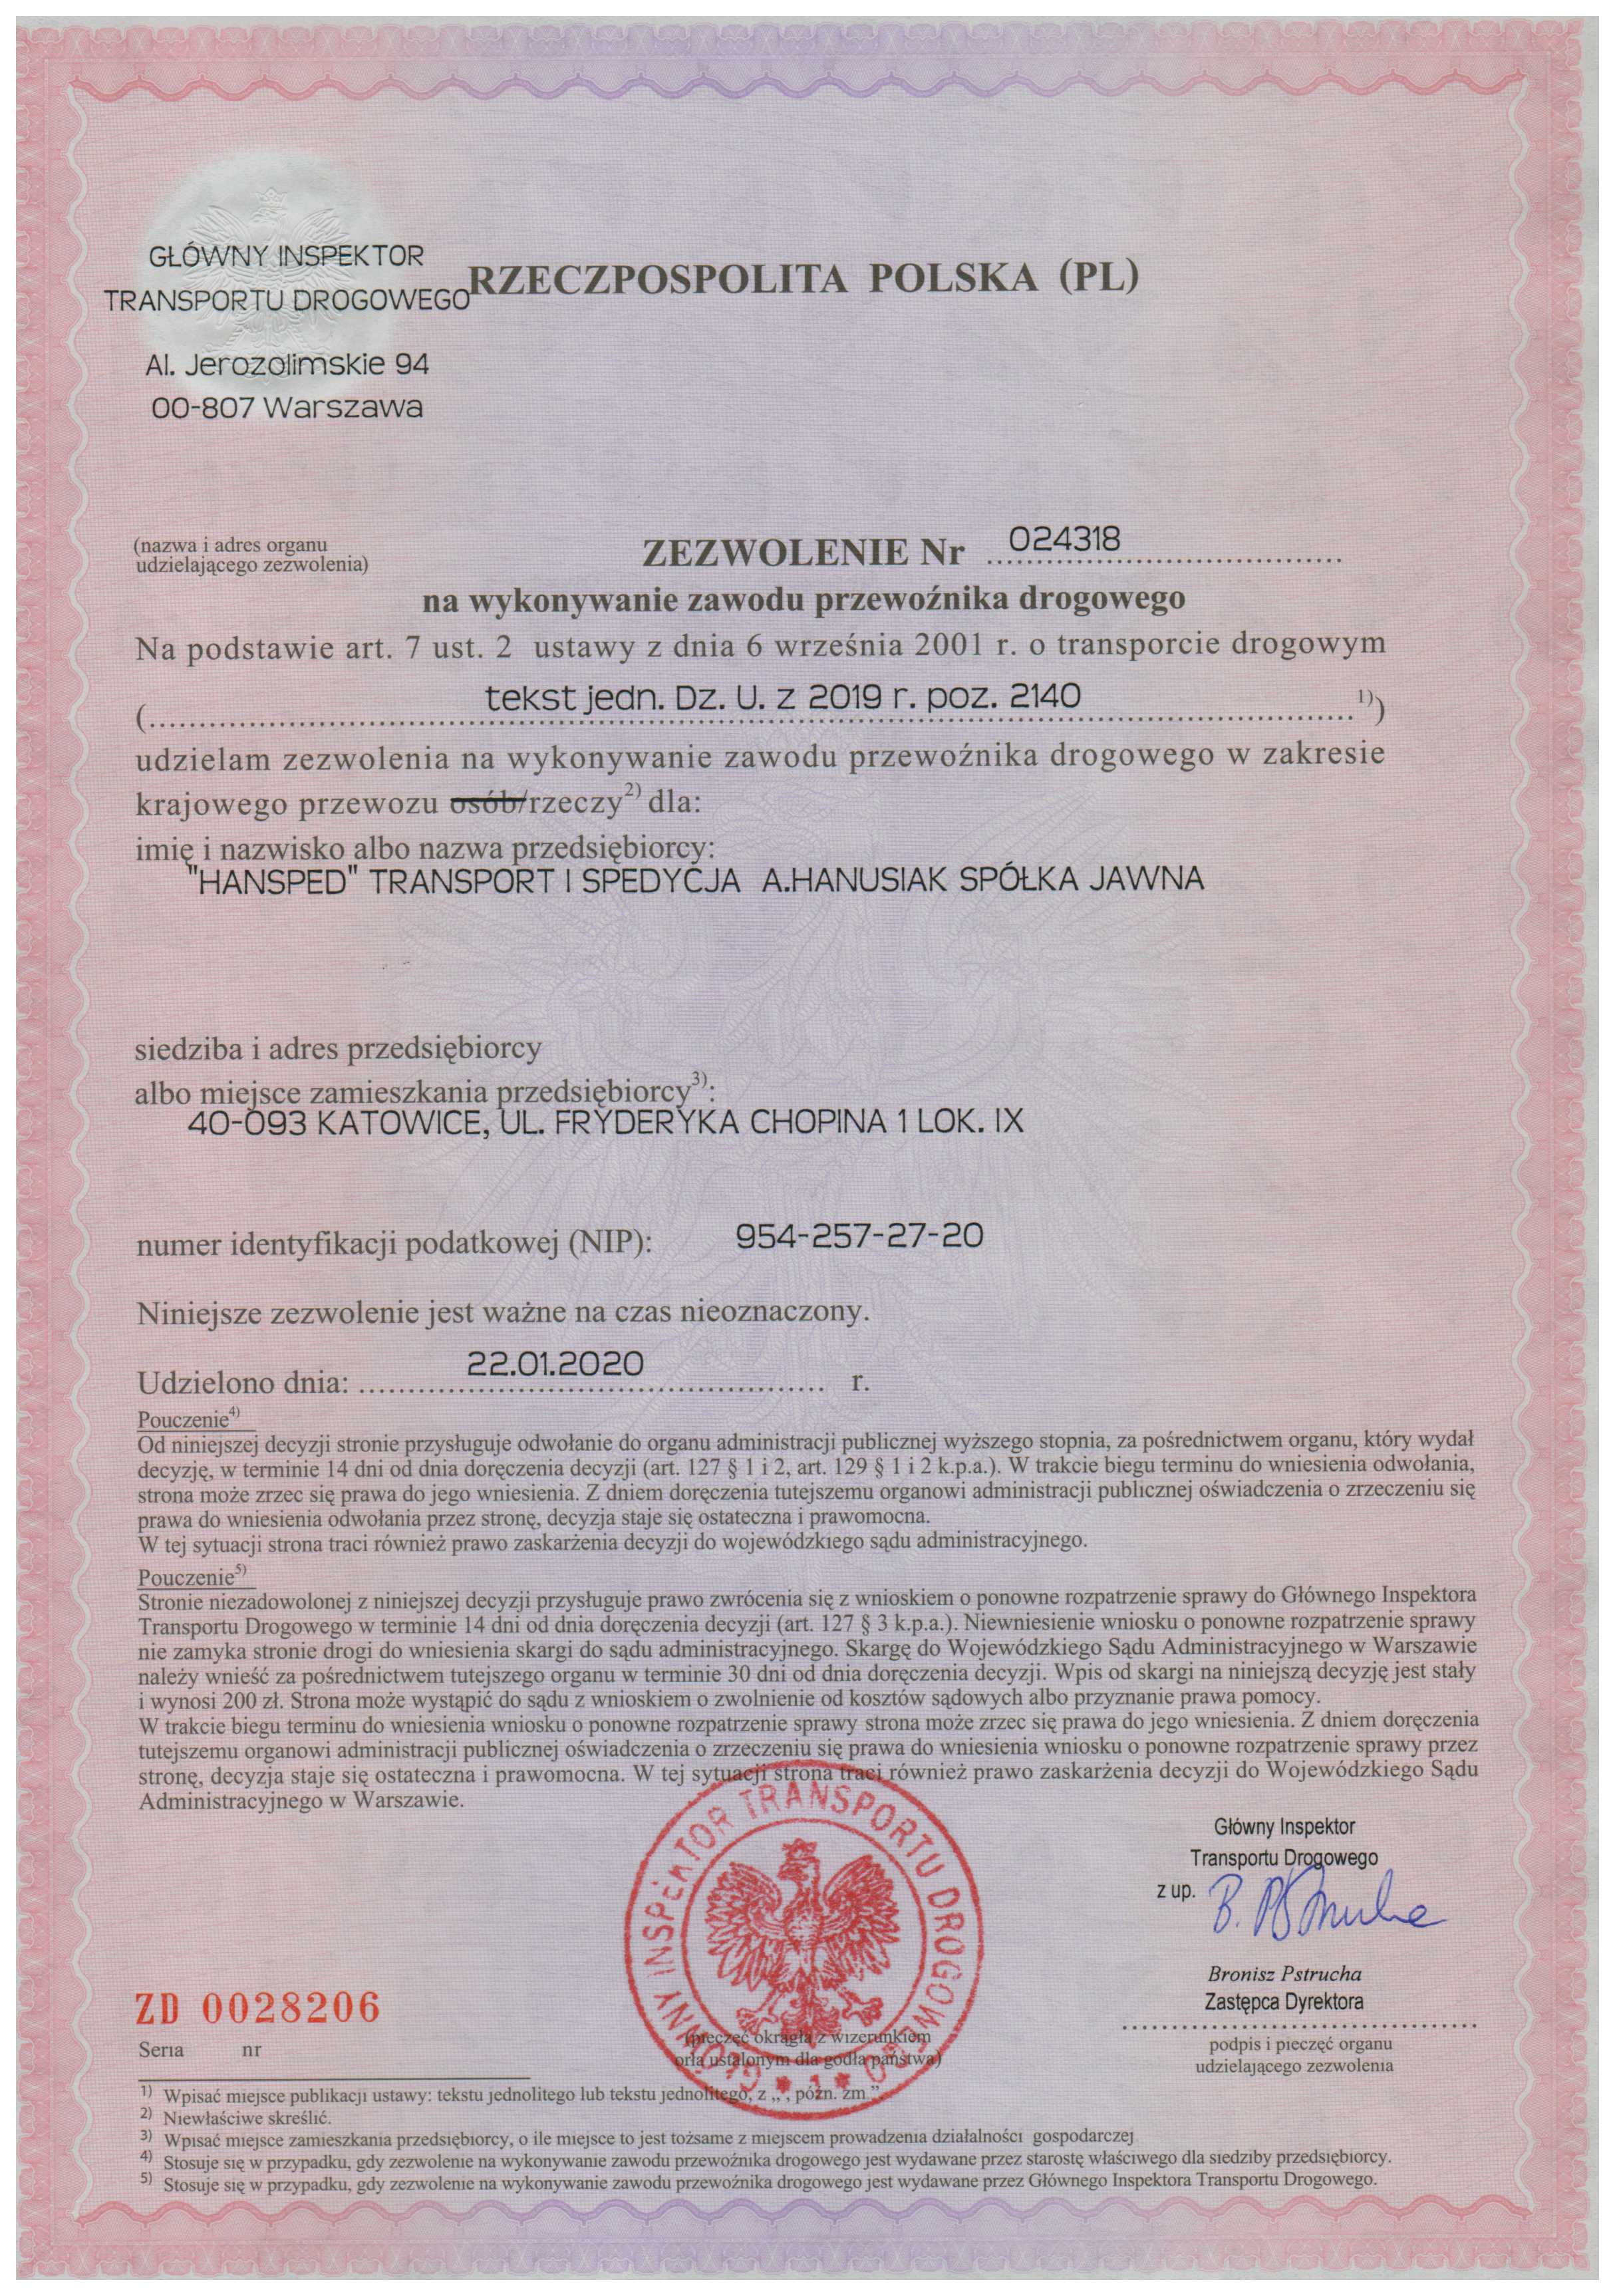 GŁÓWNY INSPEKTOR
TRANSPORTU DROGOWEGO
RZECZPOSPOLITA POLSKA (PL)
Al. Jerozolimskie 94
00-807 Warszawa
(nazwa i adres organu
udzielającego zezwolenia)
ZEZWOLENIE Nr 024318
na wykonywanie zawodu przewoźnika drogowego
Na podstawie art. 7 ust. 2 ustawy z dnia 6 września 2001 r. o transporcie drogowym
(tekst jedn. Dz. U. z 2019 r. poz. 2140 1))
udzielam zezwolenia na wykonywanie zawodu przewoźnika drogowego w zakresie
krajowego przewozu osób/rzeczy2) dla:
imię i nazwisko albo nazwa przedsiębiorcy:
"HANSPED" TRANSPORT I SPEDYCJA A.HANUSIAK SPÓŁKA JAWNA
siedziba i adres przedsiębiorcy
albo miejsce zamieszkania przedsiębiorcy3):
40-093 KATOWICE, UL. FRYDERYKA CHOPINA 1 LOK. IX
numer identyfikacji podatkowej (NIP): 954-257-27-20
Niniejsze zezwolenie jest ważne na czas nieoznaczony.
Udzielono dnia: 22.01.2020 r.
Pouczenie4)
Od niniejszej decyzji stronie przysługuje odwołanie do organu administracji publicznej wyższego stopnia, za pośrednictwem organu, który wydał
decyzję, w terminie 14 dni od dnia doręczenia decyzji (art. 127 § 1 i 2, art. 129 § 1 i 2 k.p.a.). W trakcie biegu terminu do wniesienia odwołania,
strona może zrzec się prawa do jego wniesienia. Z dniem doręczenia tutejszemu organowi administracji publicznej oświadczenia o zrzeczeniu się
prawa do wniesienia odwołania przez stronę, decyzja staje się ostateczna i prawomocna.
W tej sytuacji strona traci również prawo zaskarżenia decyzji do wojewódzkiego sądu administracyjnego.
Pouczenie5)
Stronie niezadowolonej z niniejszej decyzji przysługuje prawo zwrócenia się z wnioskiem o ponowne rozpatrzenie sprawy do Głównego Inspektora
Transportu Drogowego w terminie 14 dni od dnia doręczenia decyzji (art. 127 § 3 k.p.a.). Niewniesienie wniosku o ponowne rozpatrzenie sprawy
nie zamyka stronie drogi do wniesienia skargi do sądu administracyjnego. Skargę do Wojewódzkiego Sądu Administracyjnego w Warszawie
należy wnieść za pośrednictwem tutejszego organu w terminie 30 dni od dnia doręczenia decyzji. Wpis od skargi na niniejszą decyzję jest stały
i wynosi 200 zł. Strona może wystąpić do sądu z wnioskiem o zwolnienie od kosztów sądowych albo przyznanie prawa pomocy.
W trakcie biegu terminu do wniesienia wniosku o ponowne rozpatrzenie sprawy strona może zrzec się prawa do jego wniesienia. Z dniem doręczenia
tutejszemu organowi administracji publicznej oświadczenia o zrzeczeniu się prawa do wniesienia wniosku o ponowne rozpatrzenie sprawy przez
stronę, decyzja staje się ostateczna i prawomocna. W tej sytuacji strona traci również prawo zaskarżenia decyzji do Wojewódzkiego Sądu
Administracyjnego w Warszawie.
GŁÓWNY INSPEKTOR TRANSPORTU DROGOWEGO * 1 *
Główny Inspektor
Transportu Drogowego
z up.
Bronisz Pstrucha
Zastępca Dyrektora
ZD 0028206
Seria nr
(pieczęć okrągła z wizerunkiem
orła ustalonym dla godła państwa)
podpis i pieczęć organu
udzielającego zezwolenia
1) Wpisać miejsce publikacji ustawy: tekstu jednolitego lub tekstu jednolitego, z „, późn. zm.”
2) Niewłaściwe skreślić.
3) Wpisać miejsce zamieszkania przedsiębiorcy, o ile miejsce to jest tożsame z miejscem prowadzenia działalności gospodarczej
4) Stosuje się w przypadku, gdy zezwolenie na wykonywanie zawodu przewoźnika drogowego jest wydawane przez starostę właściwego dla siedziby przedsiębiorcy.
5) Stosuje się w przypadku, gdy zezwolenie na wykonywanie zawodu przewoźnika drogowego jest wydawane przez Głównego Inspektora Transportu Drogowego.